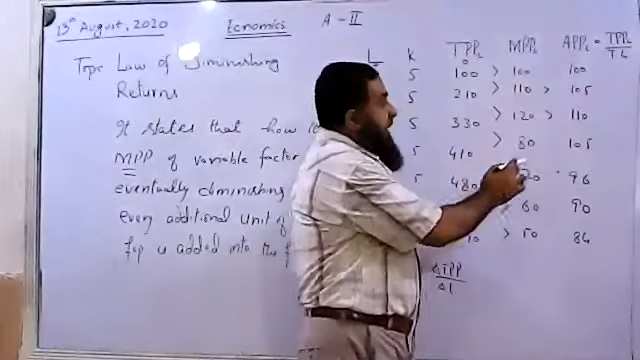 13th August, 2020 Economics A - II
Topic Law of Diminishing
Returns
It states that how
MPP of variable factor
eventually diminishing
every additional unit of
Fop is added into the
L K TPPL MPPL APPL = TPPL/TL
0
5 100 > 100 100
5 210 > 110 > 105
5 330 > 120 > 110
5 410 > 80 105
5 480 96
60 90
> 50 84
ΔTPP/ΔL